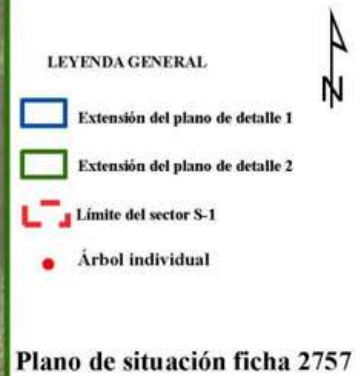 N
LEYENDA GENERAL
Extensión del plano de detalle 1
Extensión del plano de detalle 2
Límite del sector S-1
Árbol individual
Plano de situación ficha 2757